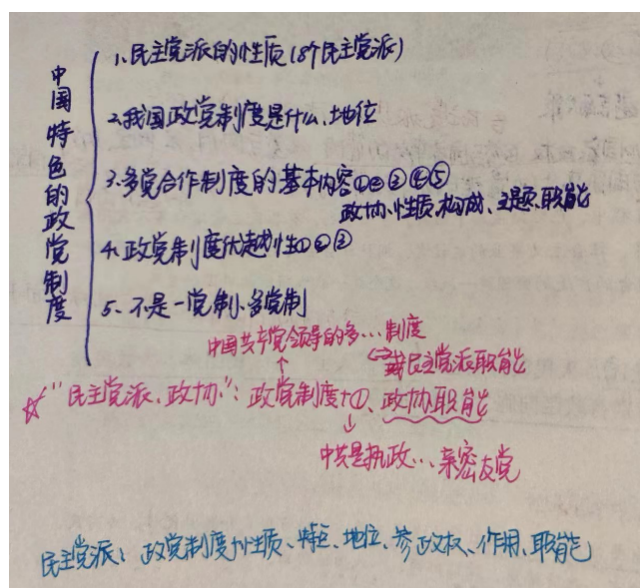 中国特色的政党制度
1、民主党派的性质(8个民主党派)
2、我国政党制度是什么、地位
3、多党合作制度的基本内容①②③④⑤
政协、性质、构成、主题、职能
4、政党制度优越性①②③
5、不是一党制、多党制
中国共产党领导的多…制度
民主党派职能
☆"民主党派、政协":政党制度+①、政协职能
中共是执政…亲密友党
民主党派:政党制度+性质、特点、地位、参政权、作用、职能